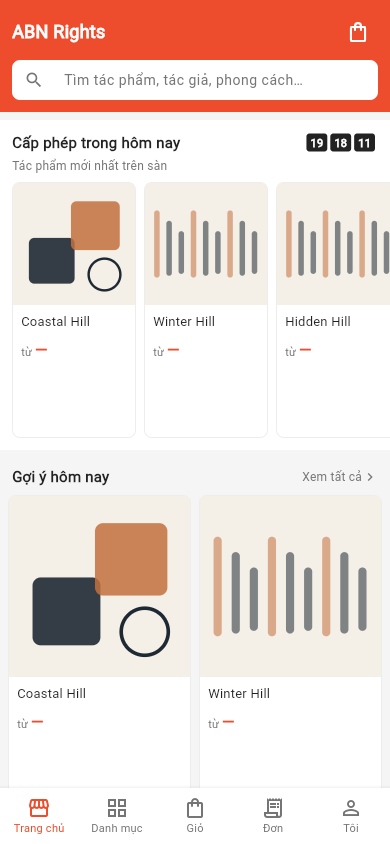 ABN Rights
Tìm tác phẩm, tác giả, phong cách…
Cấp phép trong hôm nay
19 18 11
Tác phẩm mới nhất trên sàn
Coastal Hill
từ —
Winter Hill
từ —
Hidden Hill
từ —
Gợi ý hôm nay
Xem tất cả
Coastal Hill
từ —
Winter Hill
từ —
Trang chủ
Danh mục
Giỏ
Đơn
Tôi